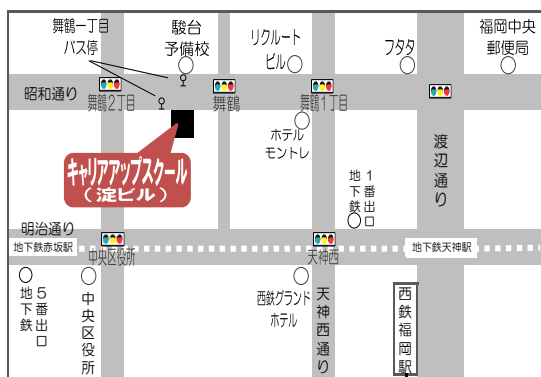 舞鶴一丁目
バス停
駿台
予備校
リクルート
ビル
フタタ
福岡中央
郵便局
昭和通り
舞鶴2丁目
舞鶴
舞鶴1丁目
ホテル
モントレ
渡辺通り
キャリアアップスクール
（淀ビル）
1番出口
地下鉄
明治通り
地下鉄赤坂駅
中央区役所
天神西
地下鉄天神駅
5番出口
地下鉄
中央区役所
西鉄グランド
ホテル
天神西通り
西鉄福岡駅